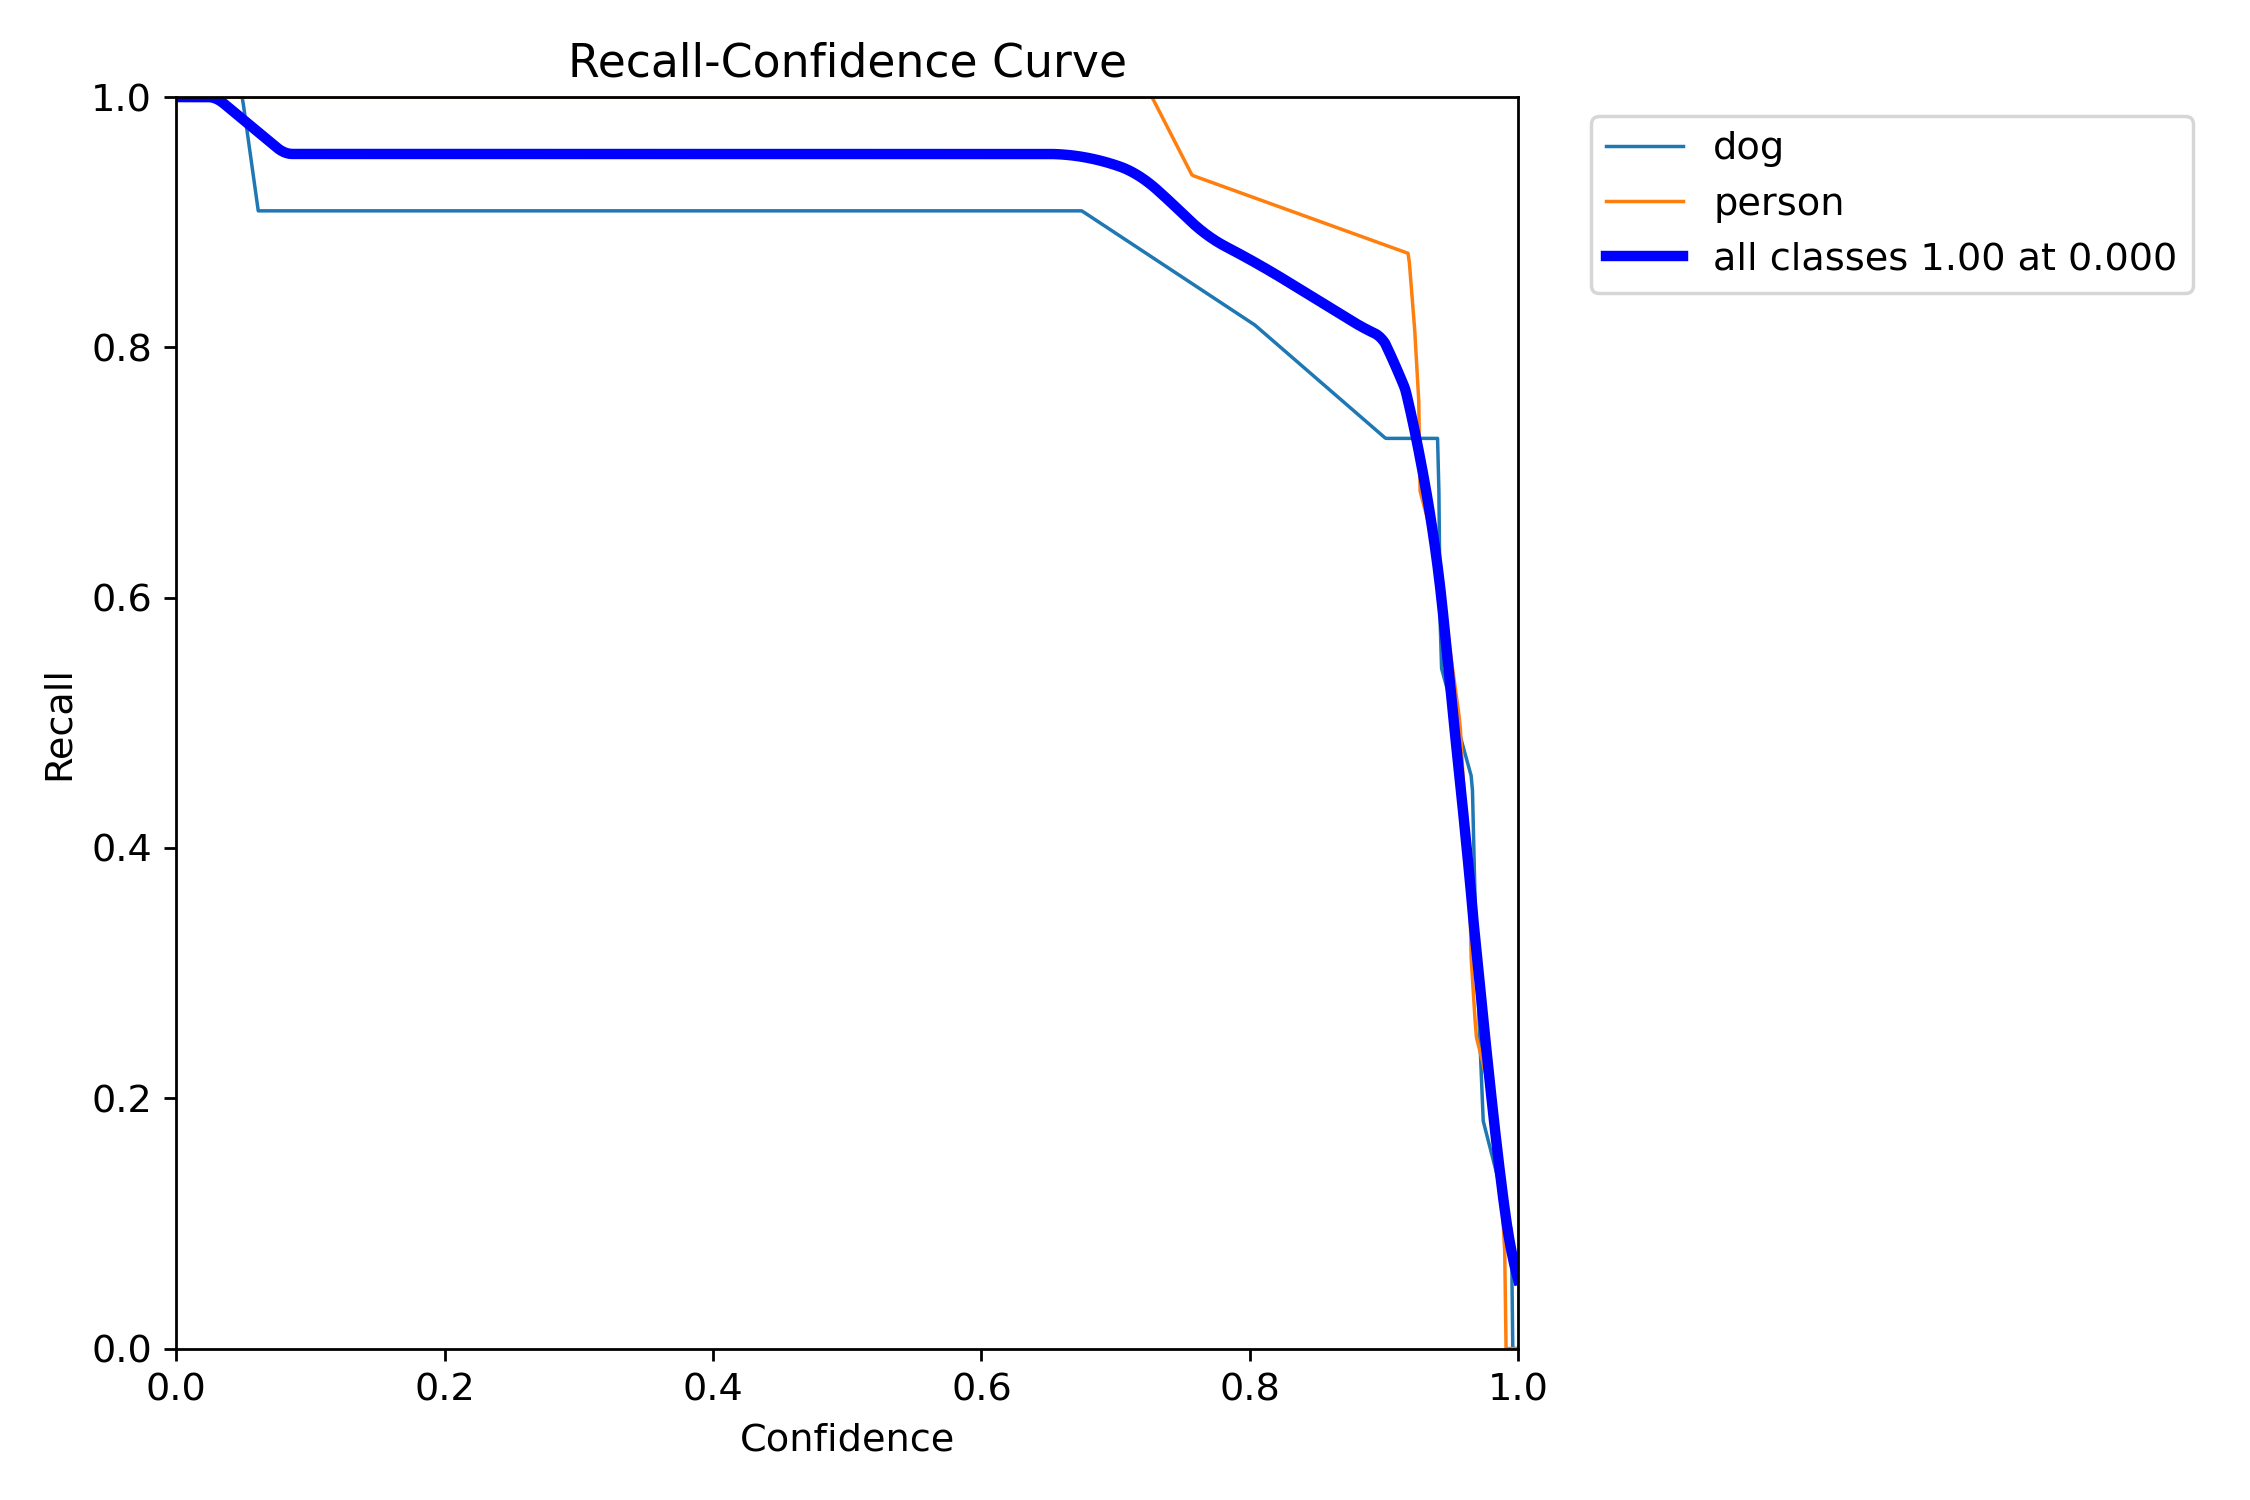 Recall-Confidence Curve
dog
person
all classes 1.00 at 0.000
1.0
0.8
0.6
0.4
0.2
0.0
Recall
0.0 0.2 0.4 0.6 0.8 1.0
Confidence